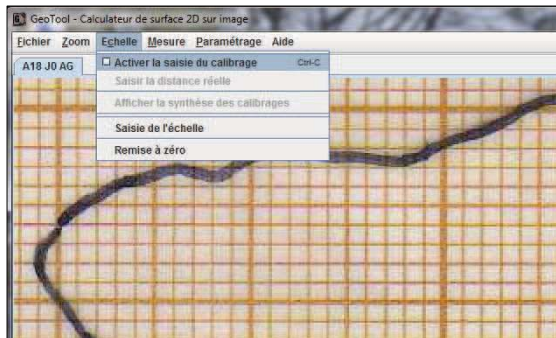 GeoTool - Calculateur de surface 2D sur image
Fichier Zoom Echelle Mesure Paramétrage Aide
A18 J0 AG
Activer la saisie du calibrage Ctrl-C
Saisir la distance réelle
Afficher la synthèse des calibrages
Saisie de l'échelle
Remise à zéro